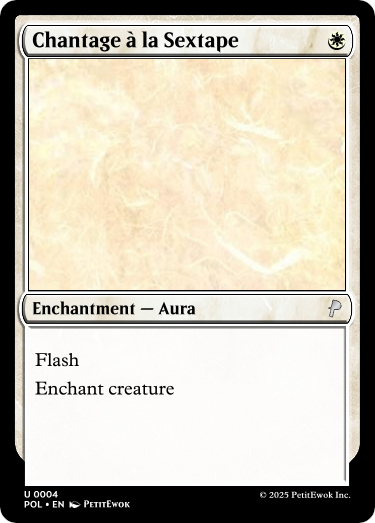 Chantage à la Sextape
Enchantment — Aura
Flash
Enchant creature
U 0004
POL • EN PetitEwok
© 2025 PetitEwok Inc.